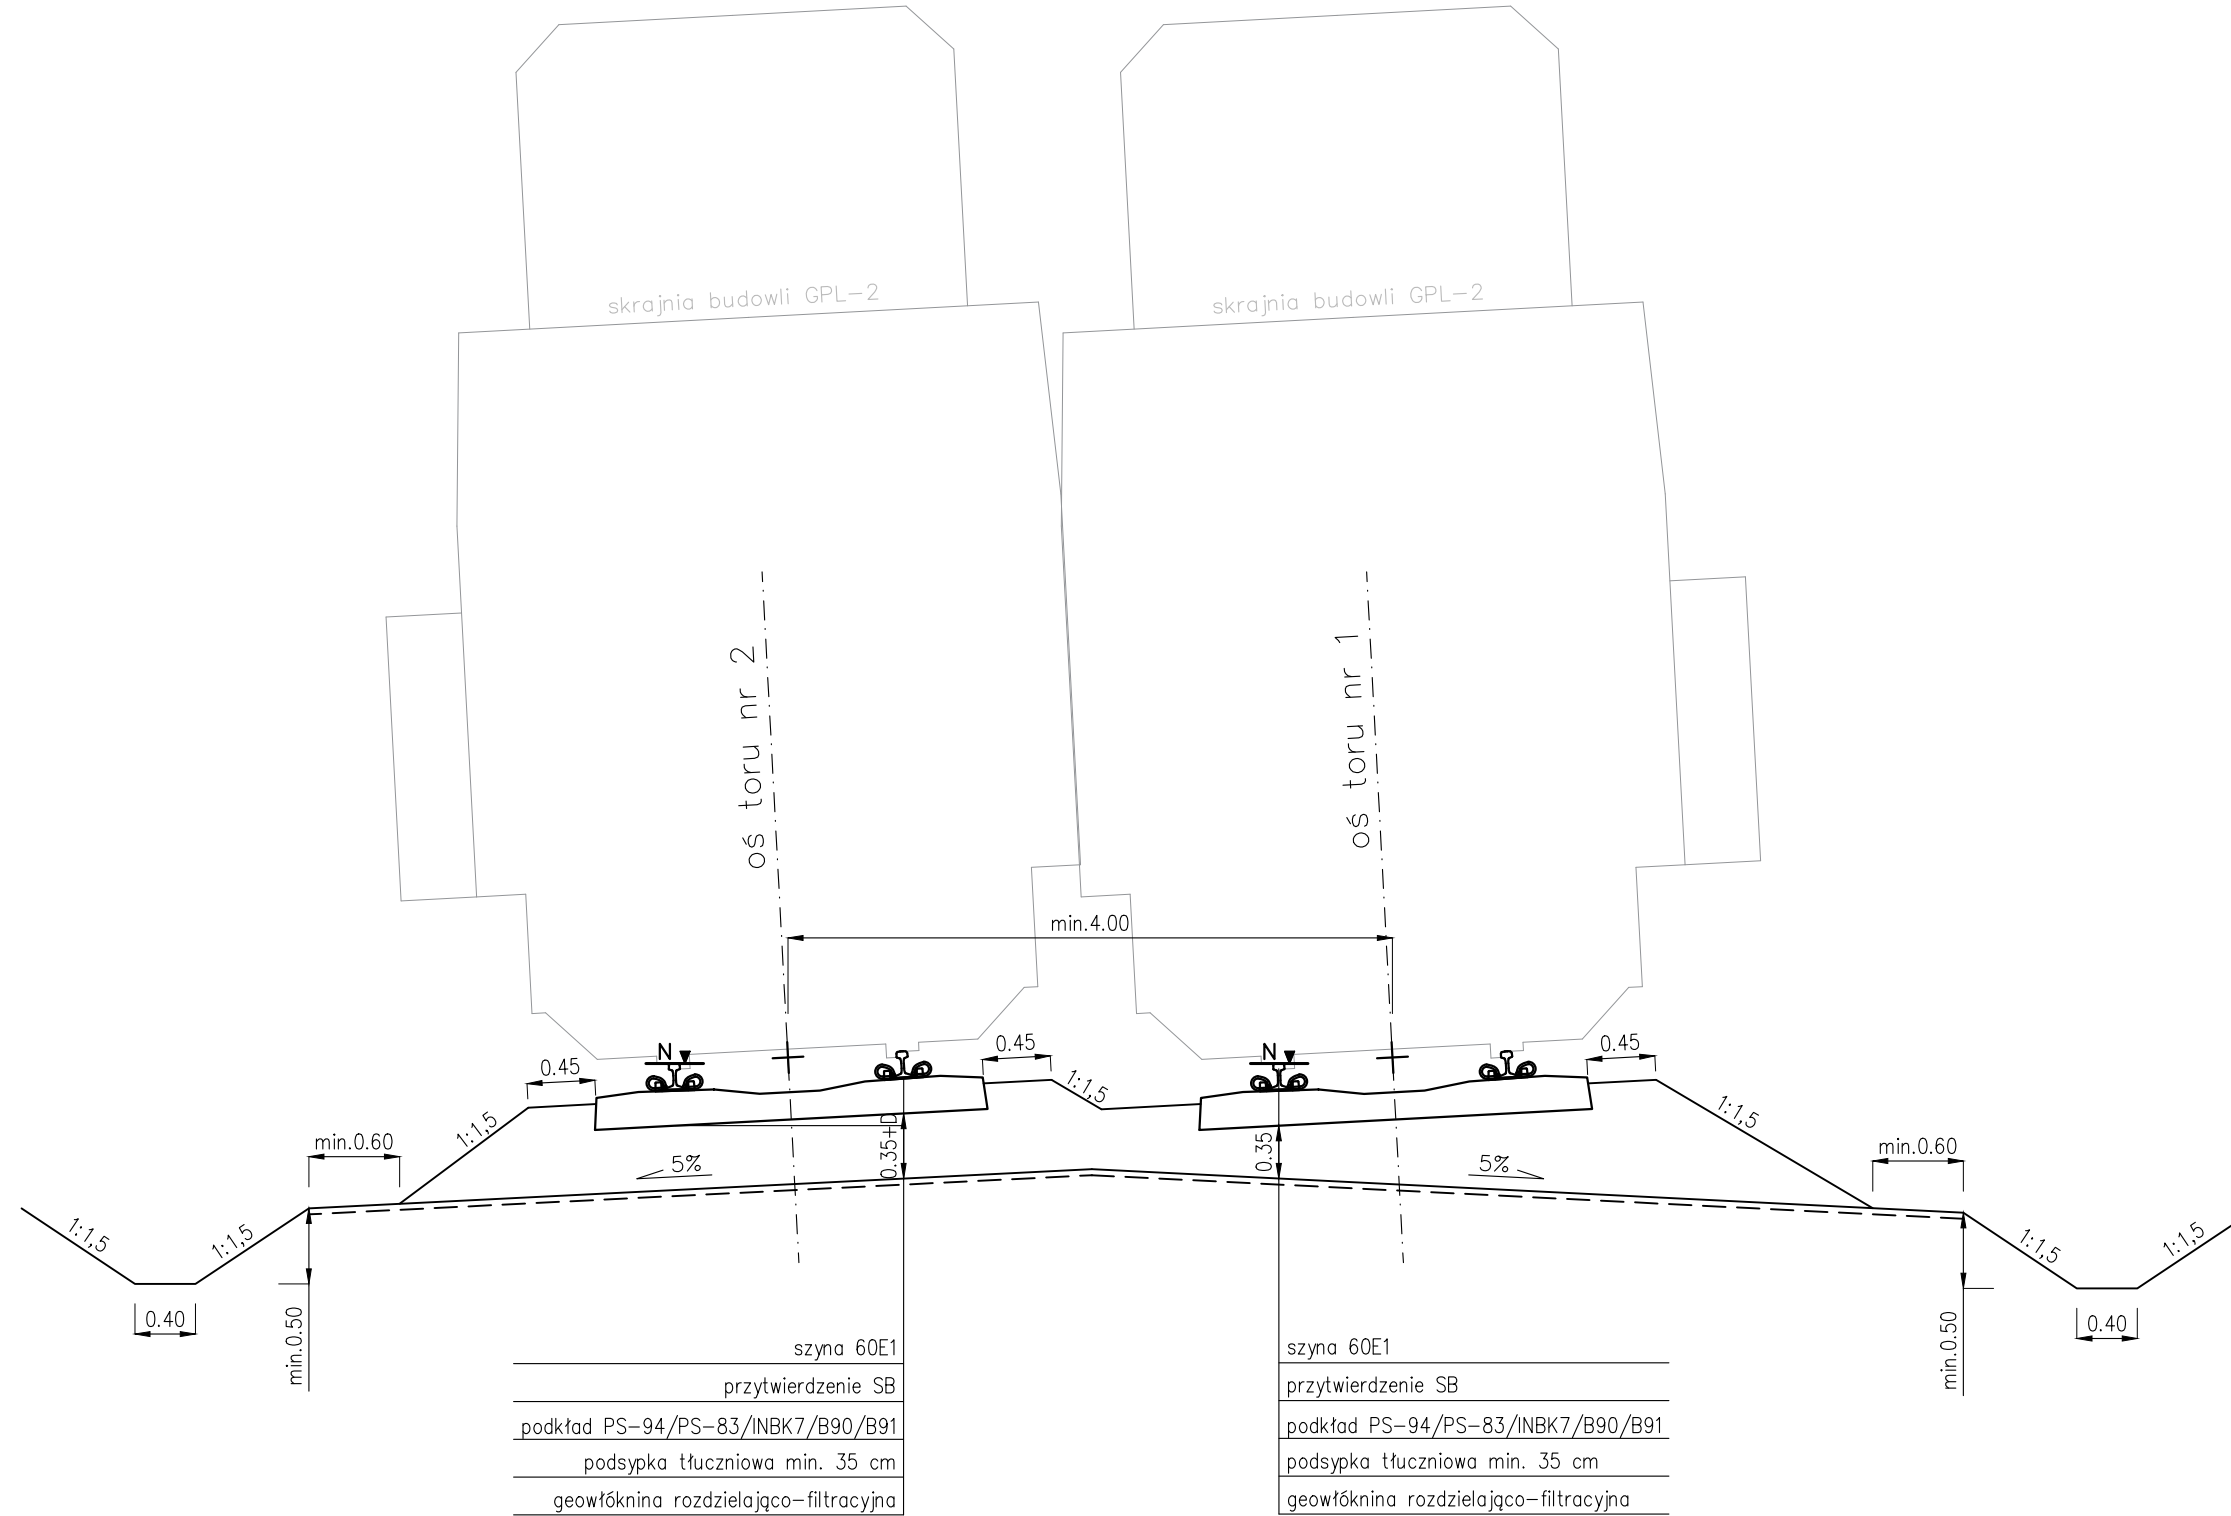 skrajnia budowli GPL-2
skrajnia budowli GPL-2
oś toru nr 2
oś toru nr 1
min.4.00
N
N
0.45
0.45
0.45
1:1,5
1:1,5
1:1,5
min.0.60
min.0.60
0.35+D
0.35
5%
5%
1:1,5
1:1,5
1:1,5
1:1,5
0.40
0.40
min.0.50
min.0.50
szyna 60E1
przytwierdzenie SB
podkład PS-94/PS-83/INBK7/B90/B91
podsypka tłuczniowa min. 35 cm
geowłóknina rozdzielająco-filtracyjna
szyna 60E1
przytwierdzenie SB
podkład PS-94/PS-83/INBK7/B90/B91
podsypka tłuczniowa min. 35 cm
geowłóknina rozdzielająco-filtracyjna